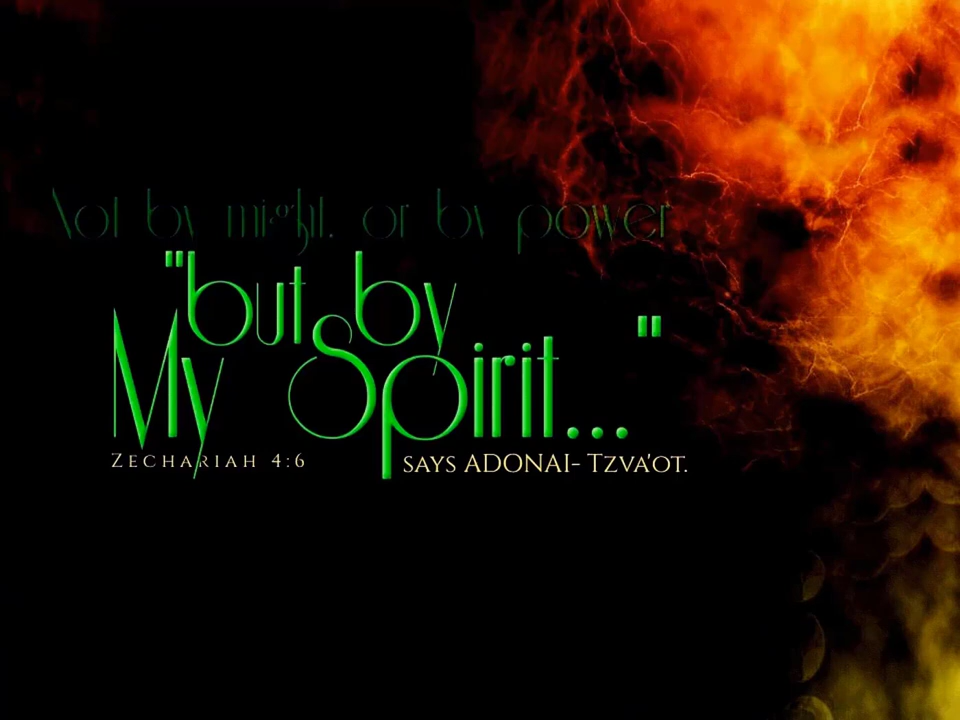 Not by might, or by power
"but by
My Spirit..."
ZECHARIAH 4:6
SAYS ADONAI- TZVA'OT.